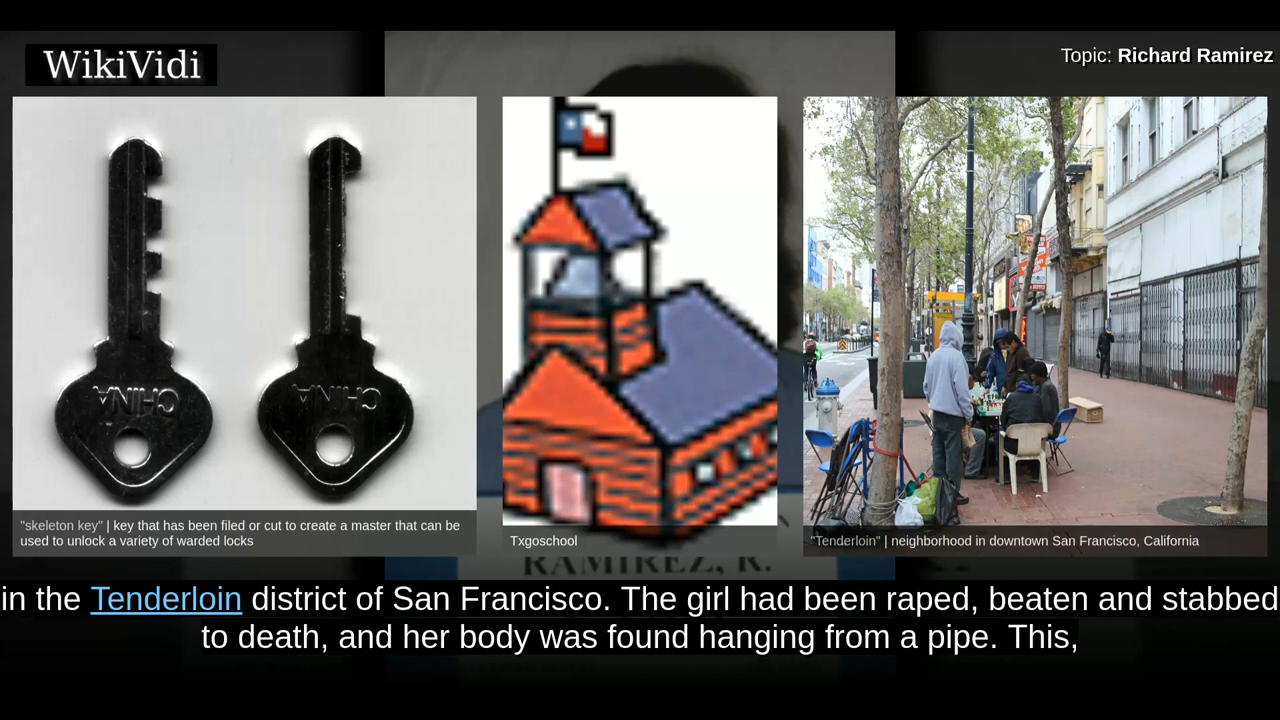 WikiVidi
Topic: Richard Ramirez
CHINA
CHINA
"skeleton key" | key that has been filed or cut to create a master that can be
used to unlock a variety of warded locks
Txgoschool
"Tenderloin" | neighborhood in downtown San Francisco, California
RAMIREZ, R.
in the Tenderloin district of San Francisco. The girl had been raped, beaten and stabbed
to death, and her body was found hanging from a pipe. This,